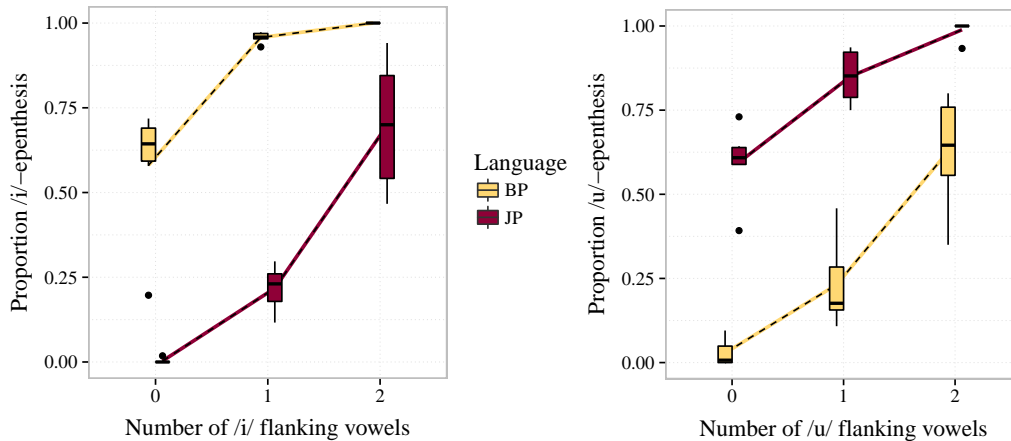 Proportion /i/−epenthesis
1.00
0.75
0.50
0.25
0.00
0
1
2
Number of /i/ flanking vowels
Language
BP
JP
Proportion /u/−epenthesis
1.00
0.75
0.50
0.25
0.00
0
1
2
Number of /u/ flanking vowels